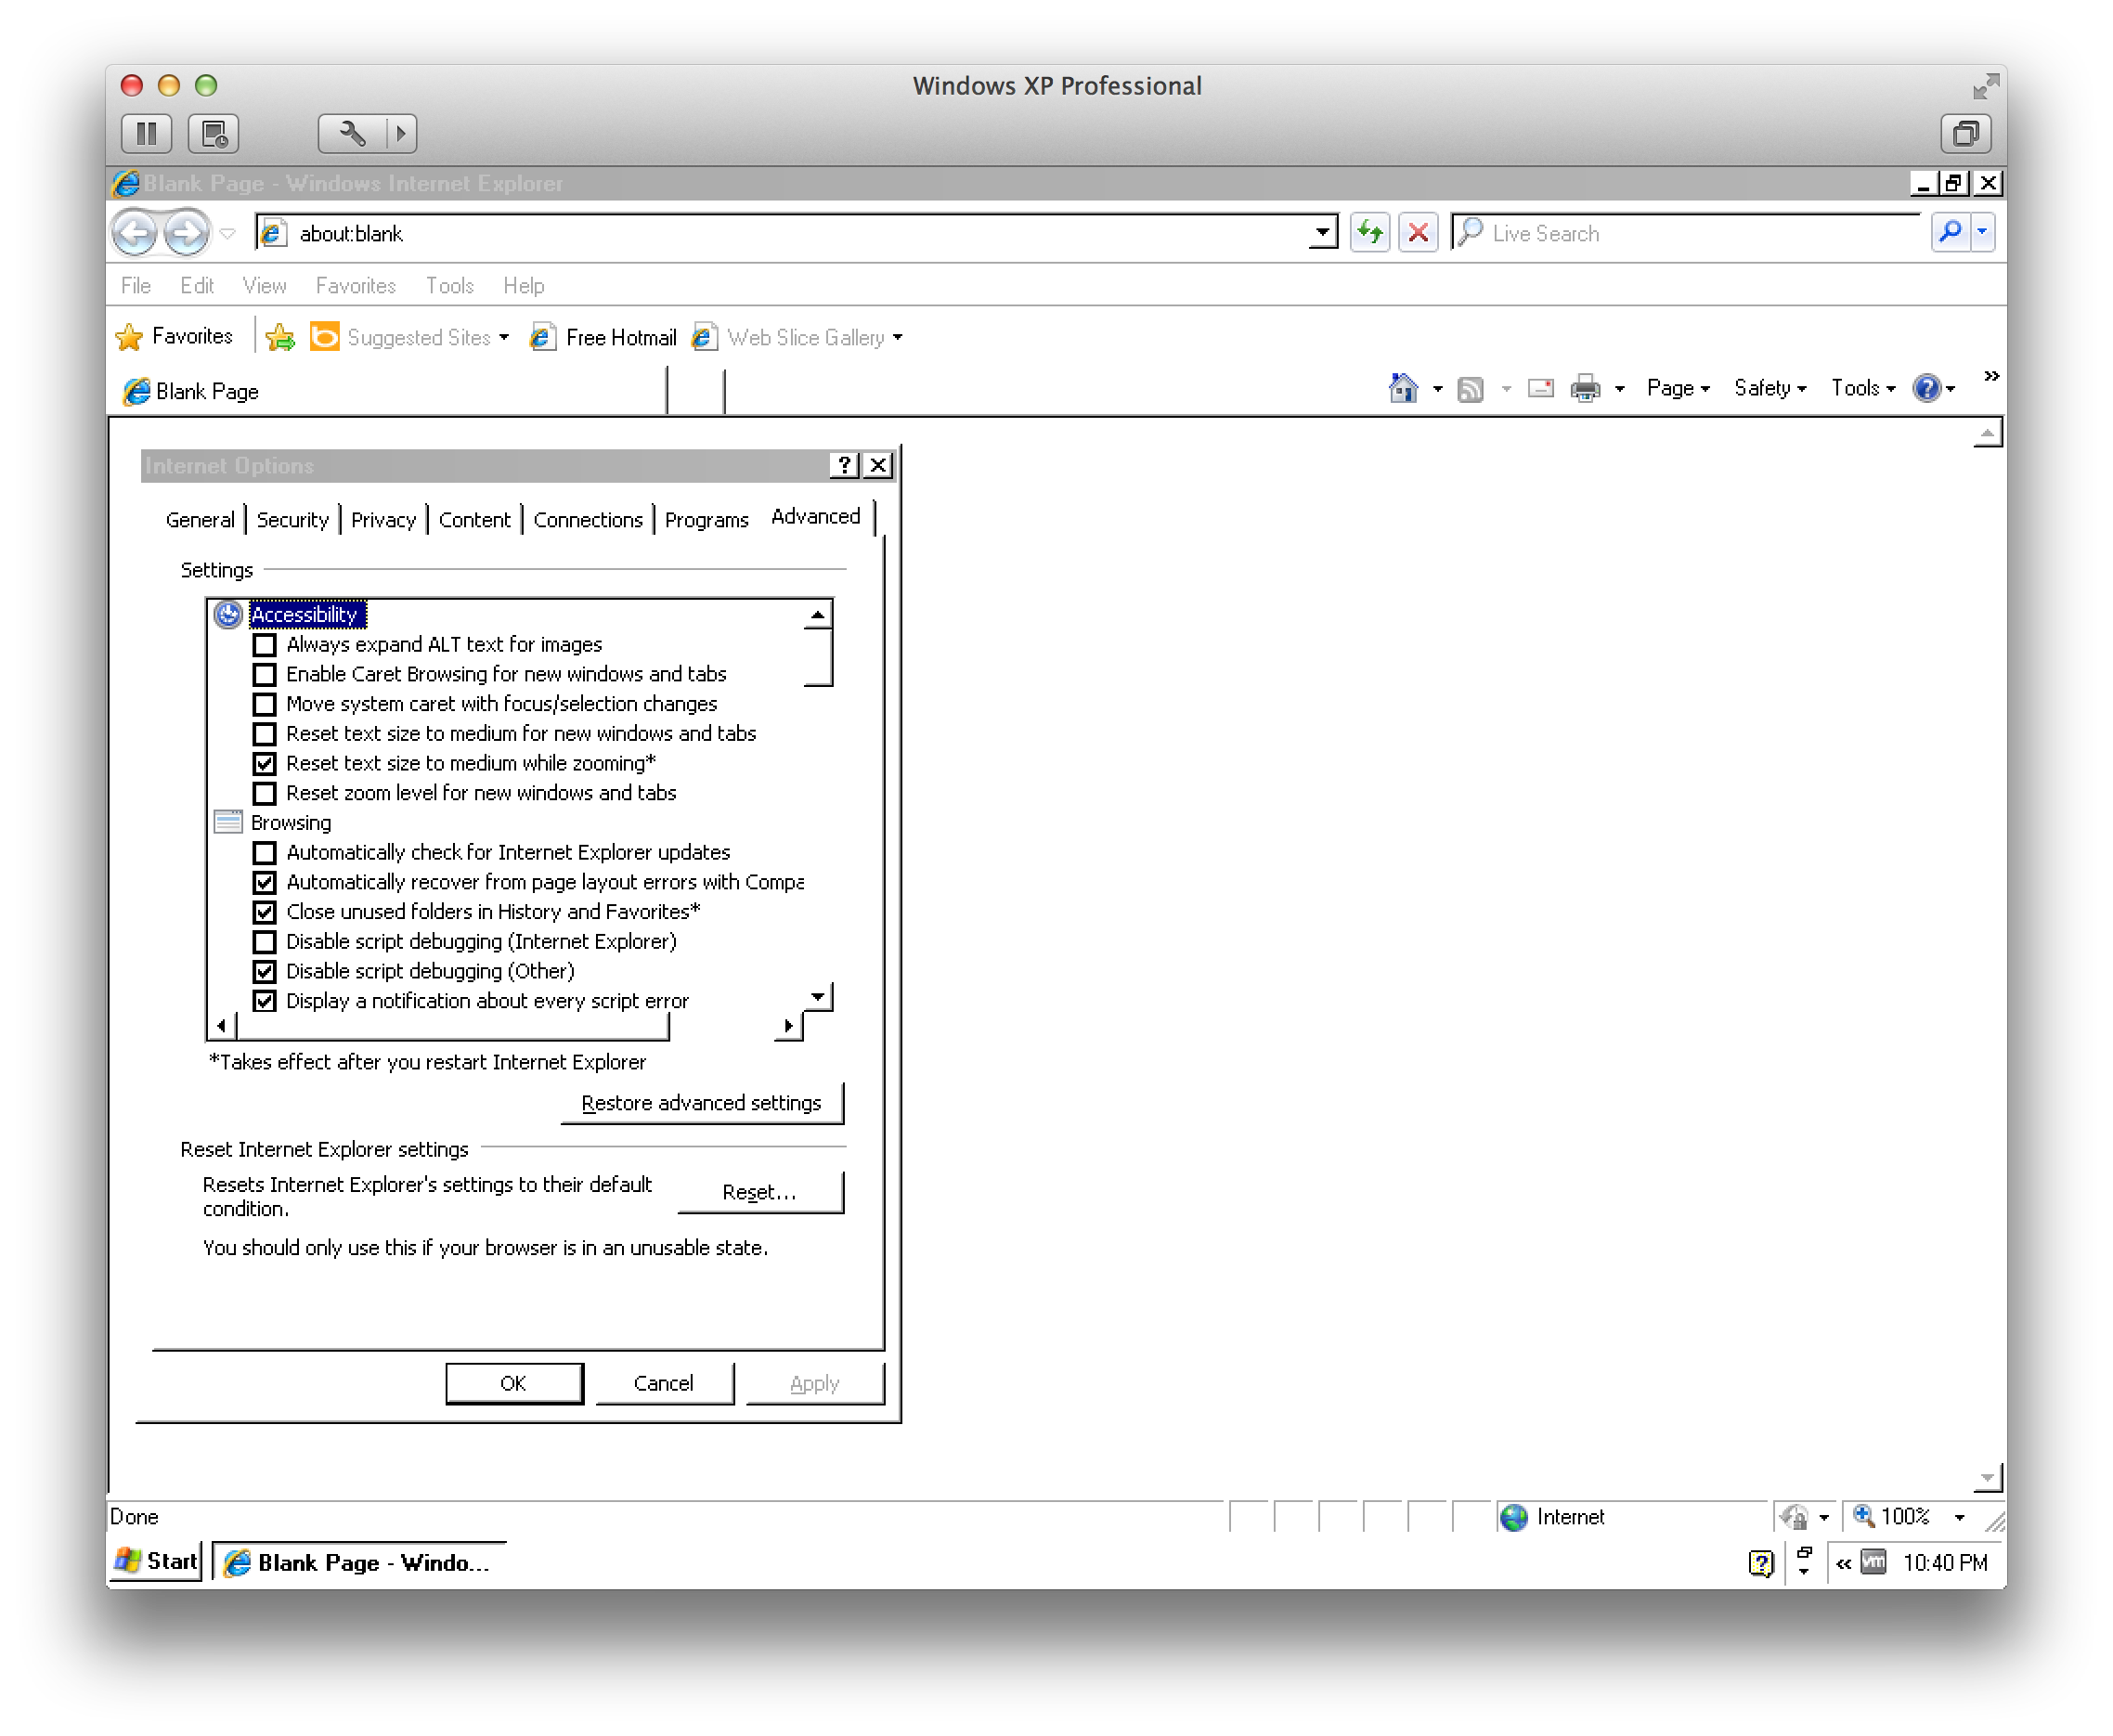 Windows XP Professional
Blank Page - Windows Internet Explorer
about:blank
Live Search
File Edit View Favorites Tools Help
Favorites Suggested Sites Free Hotmail Web Slice Gallery
Blank Page Page Safety Tools
Internet Options
General Security Privacy Content Connections Programs Advanced
Settings
Accessibility
Always expand ALT text for images
Enable Caret Browsing for new windows and tabs
Move system caret with focus/selection changes
Reset text size to medium for new windows and tabs
Reset text size to medium while zooming*
Reset zoom level for new windows and tabs
Browsing
Automatically check for Internet Explorer updates
Automatically recover from page layout errors with Compa
Close unused folders in History and Favorites*
Disable script debugging (Internet Explorer)
Disable script debugging (Other)
Display a notification about every script error
*Takes effect after you restart Internet Explorer
Restore advanced settings
Reset Internet Explorer settings
Resets Internet Explorer's settings to their default
condition.
Reset...
You should only use this if your browser is in an unusable state.
OK Cancel Apply
Done Internet 100%
Start Blank Page - Windo... vm 10:40 PM